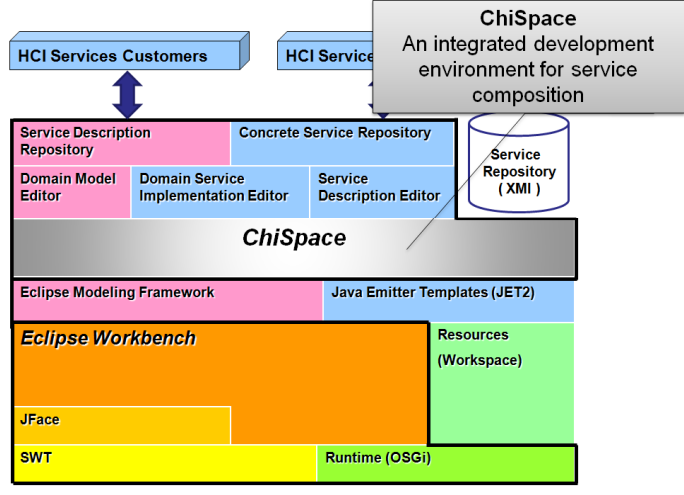 ChiSpace
An integrated development
environment for service
composition
HCI Services Customers
HCI Service
Service Description
Repository
Concrete Service Repository
Service
Repository
( XMI )
Domain Model
Editor
Domain Service
Implementation Editor
Service
Description Editor
ChiSpace
Eclipse Modeling Framework
Java Emitter Templates (JET2)
Eclipse Workbench
Resources
(Workspace)
JFace
SWT
Runtime (OSGi)